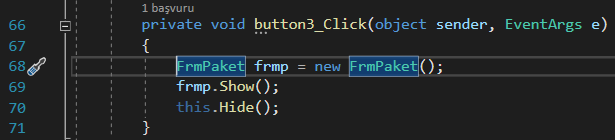 1 başvuru
66 private void button3_Click(object sender, EventArgs e)
67 {
68 FrmPaket frmp = new FrmPaket();
69 frmp.Show();
70 this.Hide();
71 }